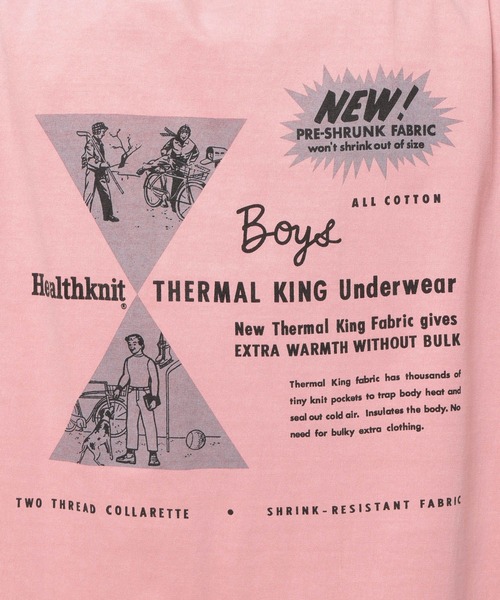 NEW!
PRE-SHRUNK FABRIC
won't shrink out of size
ALL COTTON
Boys
Healthknit®
THERMAL KING Underwear
New Thermal King Fabric gives
EXTRA WARMTH WITHOUT BULK
Thermal King fabric has thousands of
tiny knit pockets to trap body heat and
seal out cold air. Insulates the body. No
need for bulky extra clothing.
TWO THREAD COLLARETTE • SHRINK-RESISTANT FABRIC